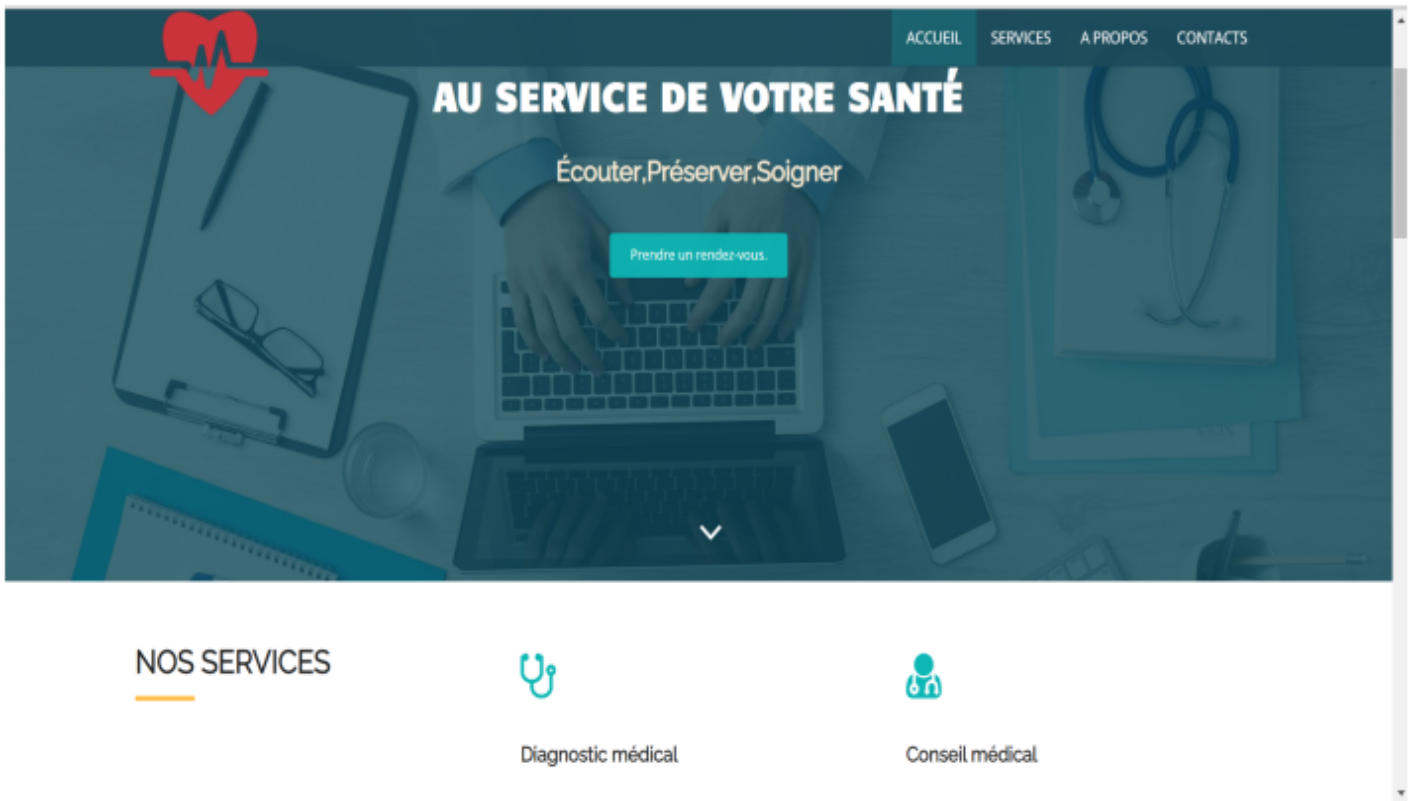 ACCUEIL SERVICES A PROPOS CONTACTS
AU SERVICE DE VOTRE SANTÉ
Écouter,Préserver,Soigner
Prendre un rendez-vous.
NOS SERVICES
Diagnostic médical
Conseil médical